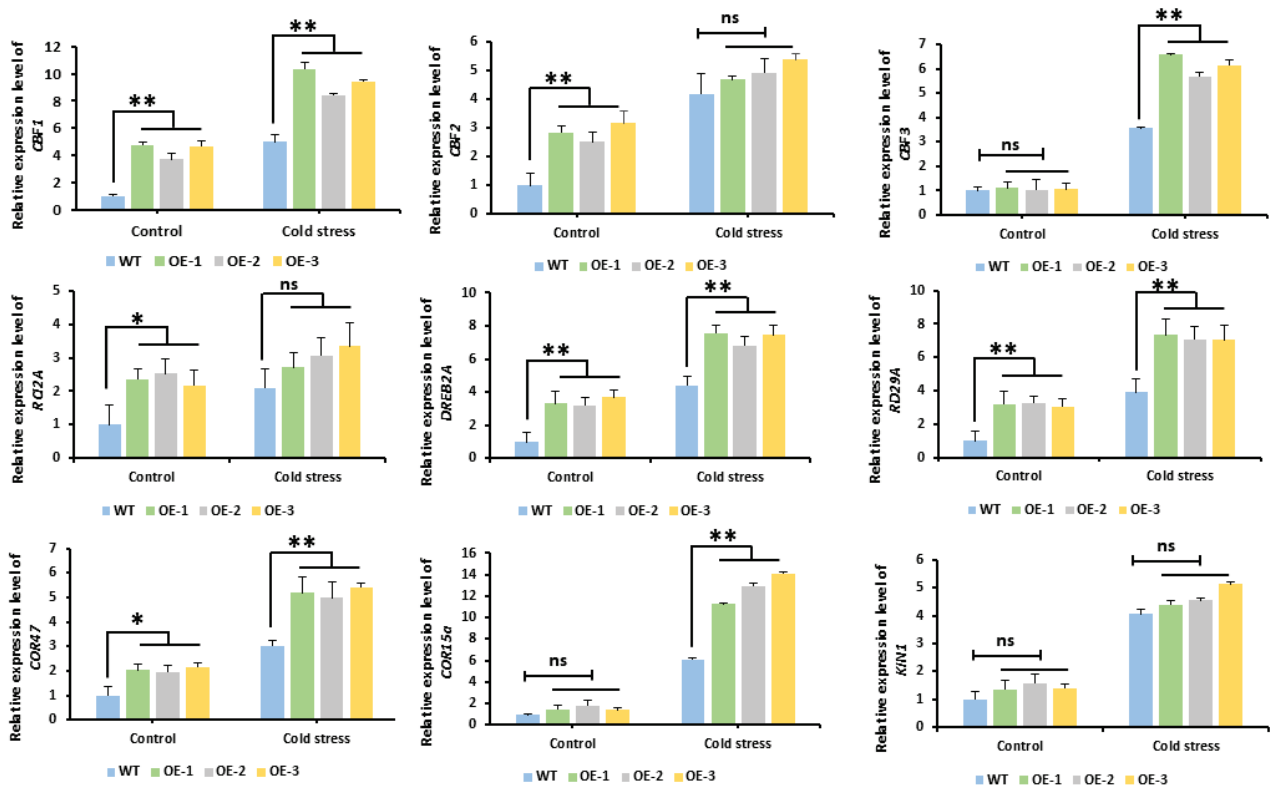 Relative expression level of
CBF1
12
10
8
6
4
2
0
**
**
Control
Cold stress
WT OE-1 OE-2 OE-3
Relative expression level of
CBF2
6
5
4
3
2
1
0
**
ns
Control
Cold stress
WT OE-1 OE-2 OE-3
Relative expression level of
CBF3
7
6
5
4
3
2
1
0
ns
**
Control
Cold stress
WT OE-1 OE-2 OE-3
Relative expression level of
RCI2A
5
4
3
2
1
0
*
ns
Control
Cold stress
WT OE-1 OE-2 OE-3
Relative expression level of
DREB2A
10
8
6
4
2
0
**
**
Control
Cold stress
WT OE-1 OE-2 OE-3
Relative expression level of
RD29A
10
8
6
4
2
0
**
**
Control
Cold stress
WT OE-1 OE-2 OE-3
Relative expression level of
COR47
7
6
5
4
3
2
1
0
*
**
Control
Cold stress
WT OE-1 OE-2 OE-3
Relative expression level of
COR15a
16
14
12
10
8
6
4
2
0
ns
**
Control
Cold stress
WT OE-1 OE-2 OE-3
Relative expression level of
KIN1
6
5
4
3
2
1
0
ns
ns
Control
Cold stress
WT OE-1 OE-2 OE-3